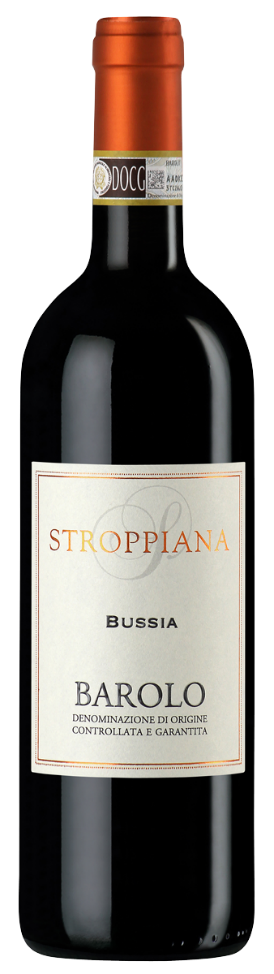 DOCG
STROPPIANA
BUSSIA
BAROLO
DENOMINAZIONE DI ORIGINE
CONTROLLATA E GARANTITA